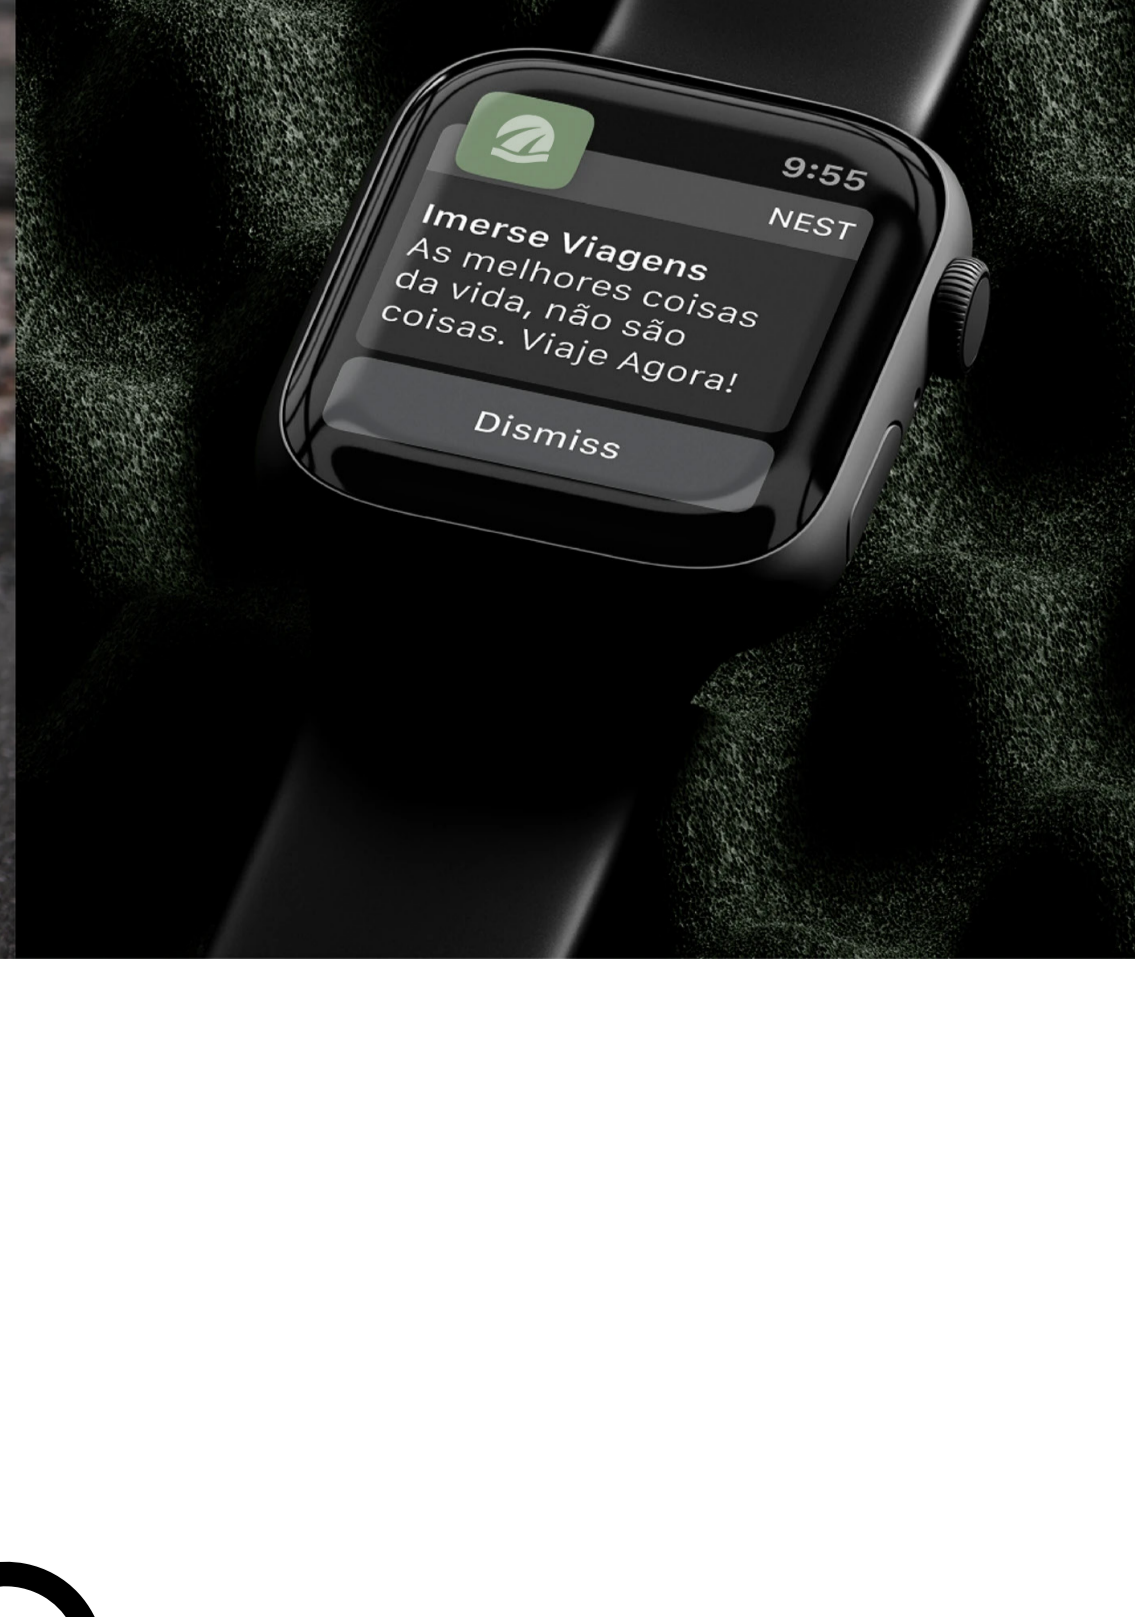 9:55
NEST
Imerse Viagens
As melhores coisas
da vida, não são
coisas. Viaje Agora!
Dismiss